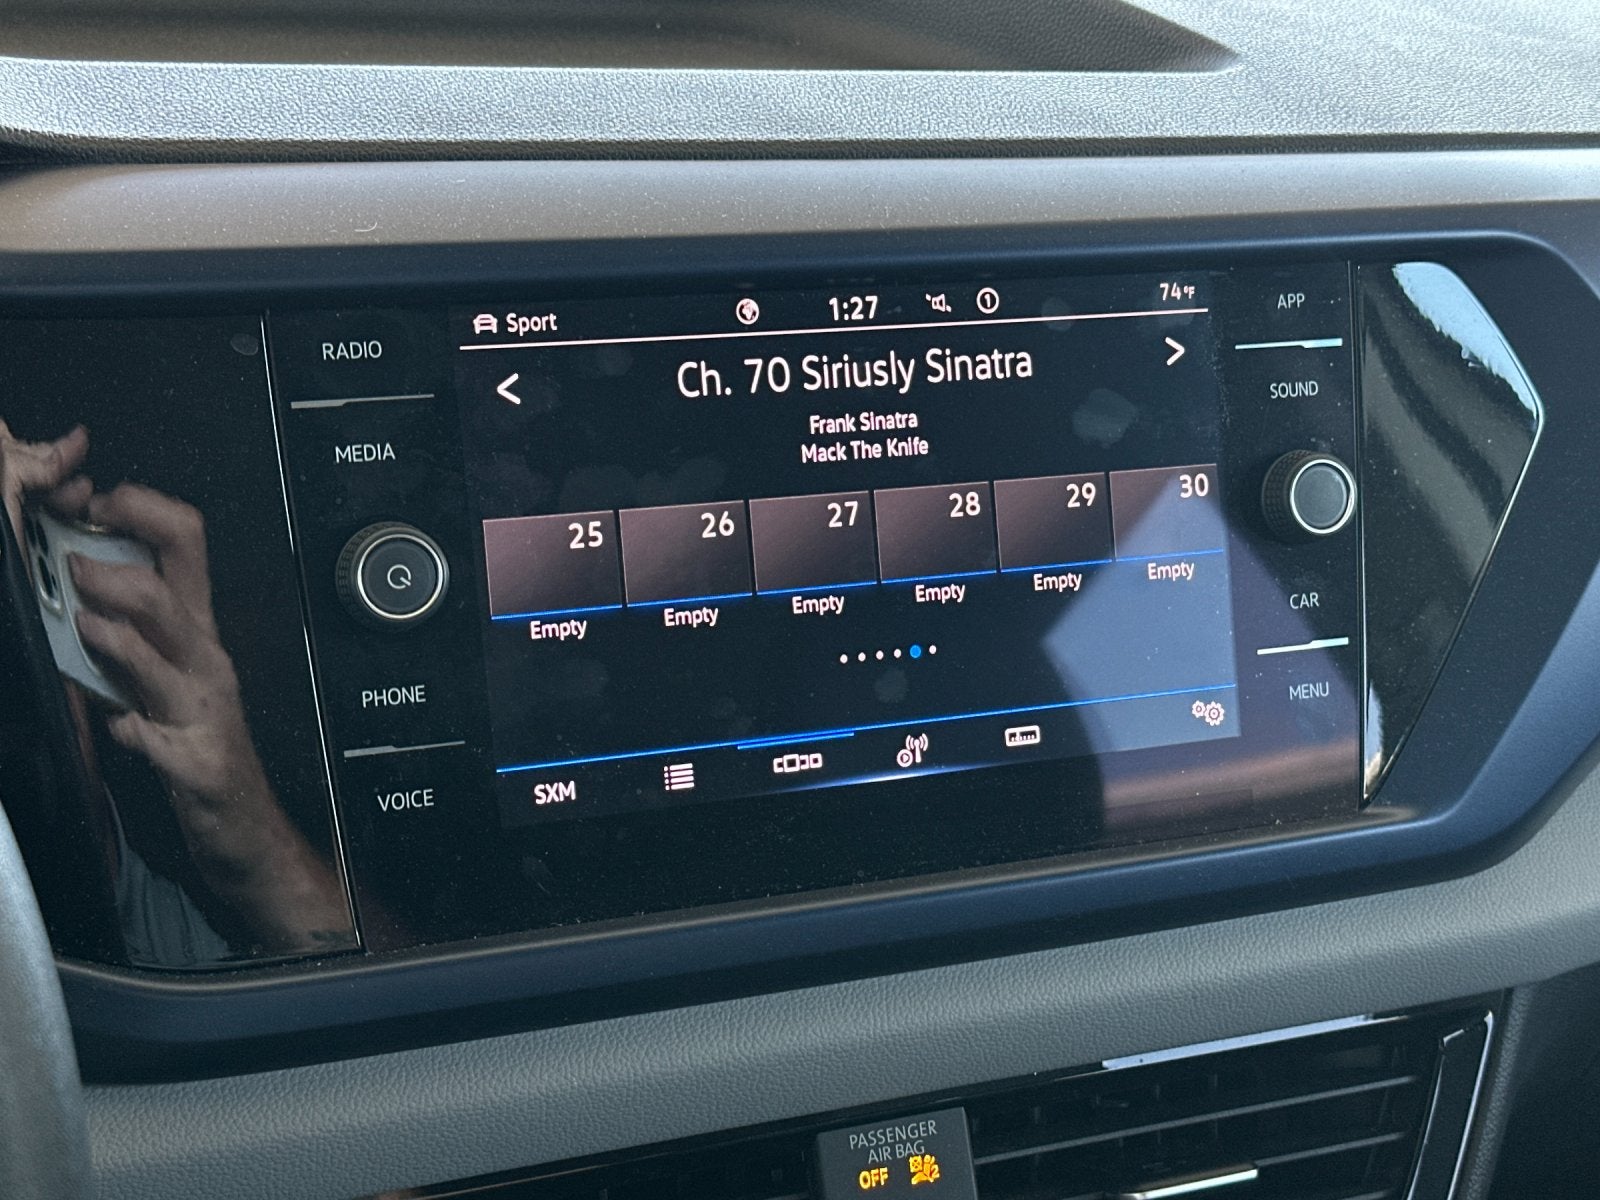 RADIO
MEDIA
PHONE
VOICE
Sport
1:27
1
74°F
< Ch. 70 Siriusly Sinatra >
Frank Sinatra
Mack The Knife
25 26 27 28 29 30
Empty Empty Empty Empty Empty Empty
SXM
APP
SOUND
CAR
MENU
PASSENGER
AIR BAG
OFF
2